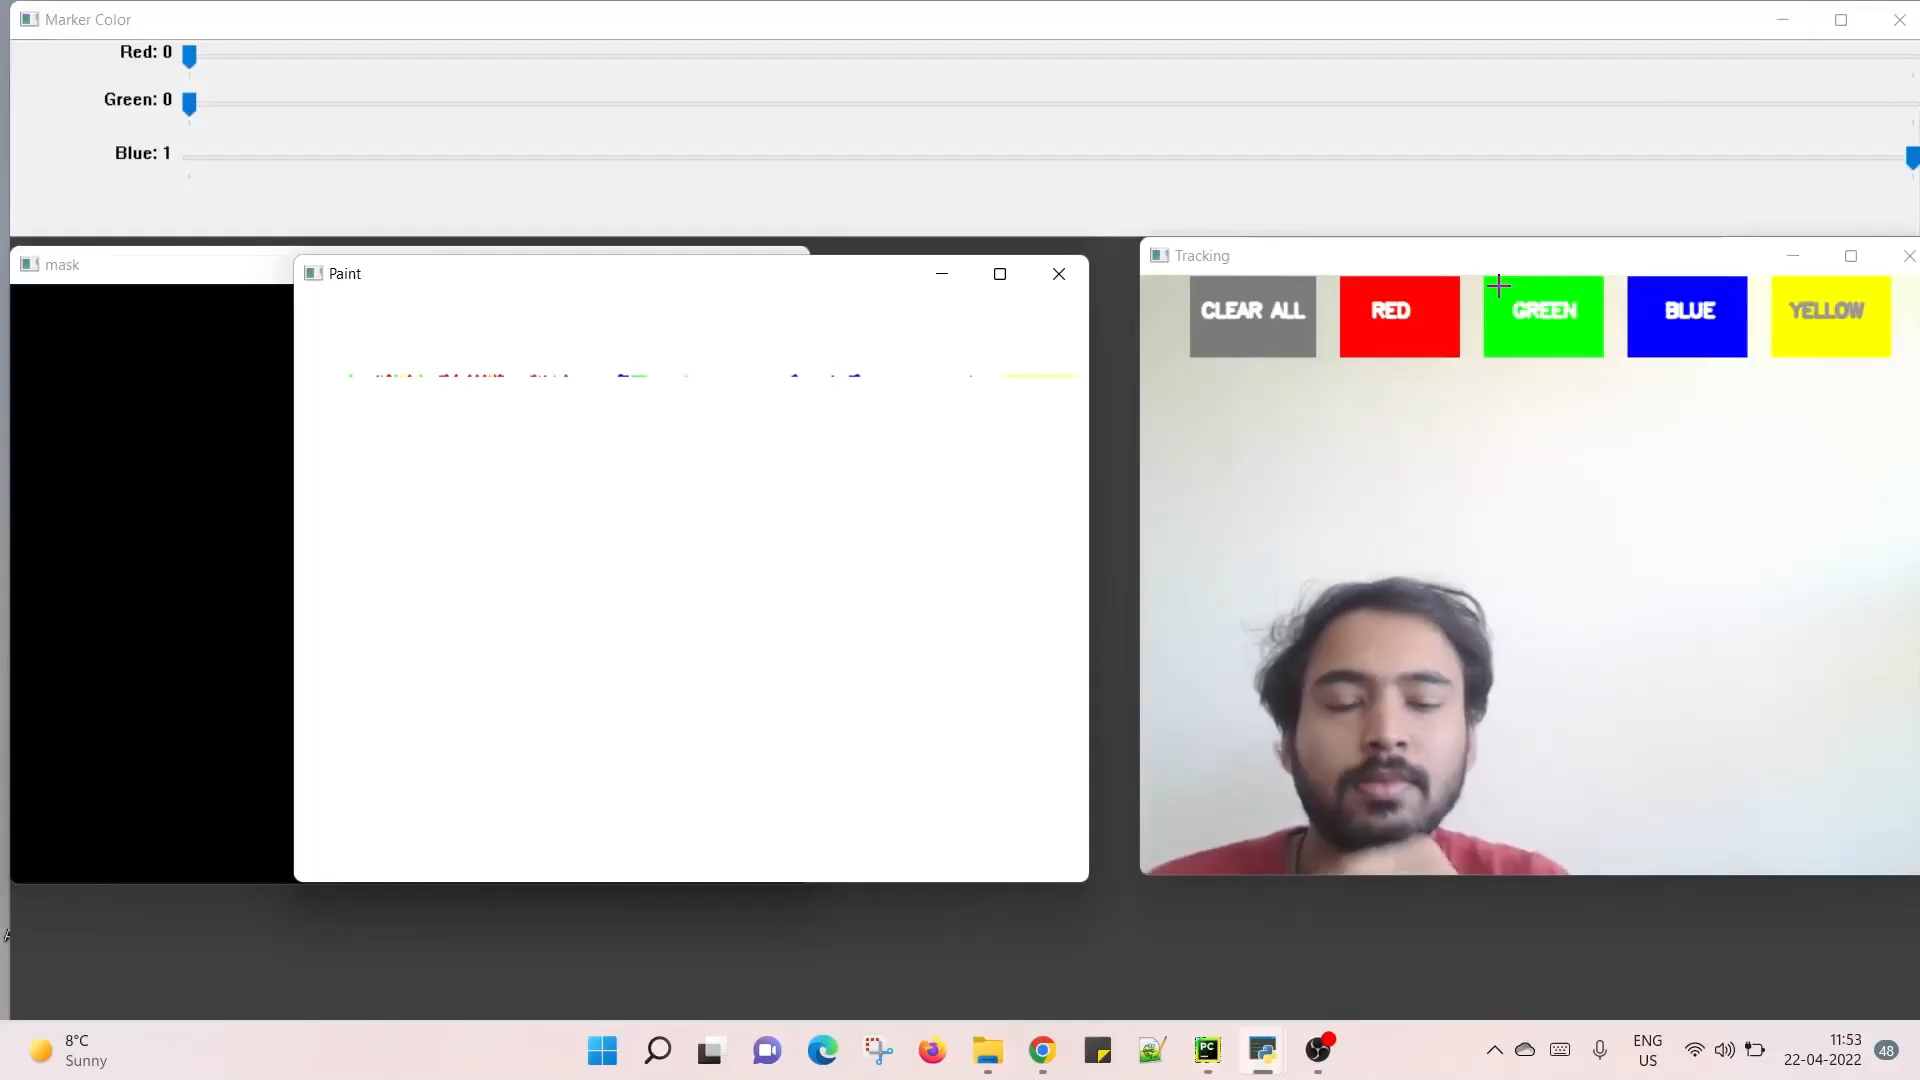 Marker Color
Red: 0
Green: 0
Blue: 1
mask
Paint
Tracking
CLEAR ALL
RED
GREEN
BLUE
YELLOW
8°C
Sunny
PC
ENG
US
11:53
22-04-2022
48